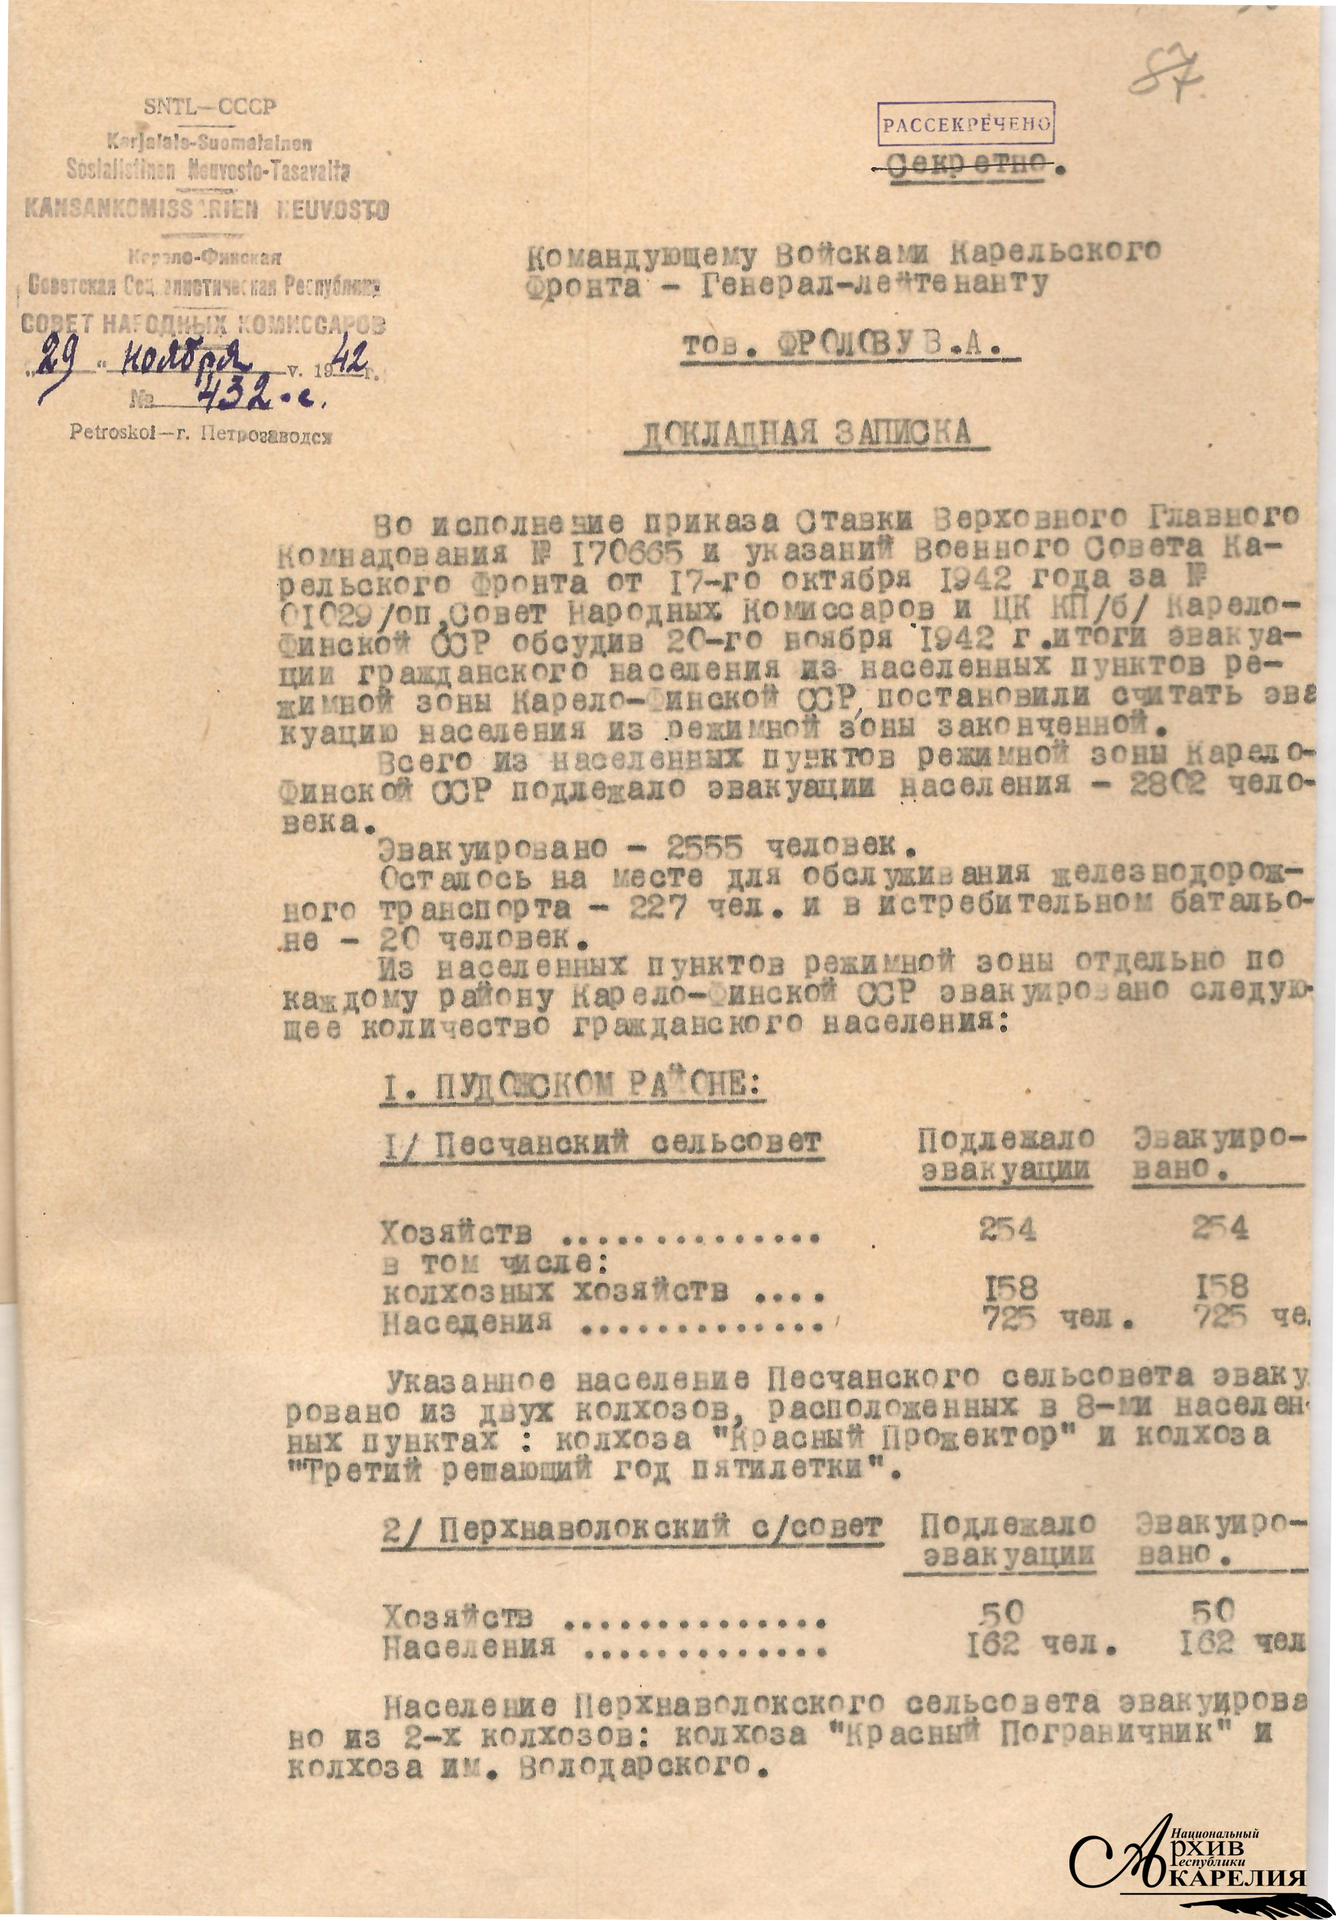 87
SNTL—СССР
Karjalais-Suomalainen
Sosialistinen Neuvosto-Tasavalta
KANSANKOMISSARIEN NEUVOSTO
Карело-Финская
Советская Социалистическая Республика
СОВЕТ НАРОДНЫХ КОМИССАРОВ
„29 “ ноября v. 1942 г.
№ 432-с.
Petroskoi—г. Петрозаводск
РАССЕКРЕЧЕНО
Секретно.
Командующему Войсками Карельского
Фронта - Генерал-лейтенанту
тов. ФРОЛОВУ В.А.
ДОКЛАДНАЯ ЗАПИСКА
Во исполнение приказа Ставки Верховного Главного
Комнадования № 170665 и указаний Военного Совета Ка-
рельского Фронта от 17-го октября 1942 года за №
01029/оп,Совет Народных Комиссаров и ЦК КП/б/ Карело-
Финской ССР обсудив 20-го ноября 1942 г.итоги эвакуа-
ции гражданского населения из населенных пунктов ре-
жимной зоны Карело-Финской ССР, постановили считать эва
куацию населения из режимной зоны законченной.
Всего из населенных пунктов режимной зоны Карело-
Финской ССР подлежало эвакуации населения - 2802 чело-
века.
Эвакуировано - 2555 человек.
Осталось на месте для обслуживания железнодорож-
ного транспорта - 227 чел. и в истребительном батальо-
не - 20 человек.
Из населенных пунктов режимной зоны отдельно по
каждому району Карело-Финской ССР эвакуировано следую-
щее количество гражданского населения:
I. ПУДОЖСКОМ РАЙОНЕ:
I/ Песчанский сельсовет Подлежало Эвакуиро-
эвакуации вано.
Хозяйств .............. 254 254
в том числе:
колхозных хозяйств .... 158 158
Насedения ............. 725 чел. 725 че
Указанное население Песчанского сельсовета эваку
ровано из двух колхозов, расположенных в 8-ми населен-
ных пунктах : колхоза "Красный Прожектор" и колхоза
"Третий решающий год пятилетки".
2/ Перхнаволокский с/совет Подлежало Эвакуиро-
эвакуации вано.
Хозяйств .............. 50 50
Населения ............. 162 чел. 162 чел
Население Перхнаволокского сельсовета эвакуирова
но из 2-х колхозов: колхоза "Красный Пограничник" и
колхоза им. Володарского.
Национальный
АРХИВ
Республики
КАРЕЛИЯ